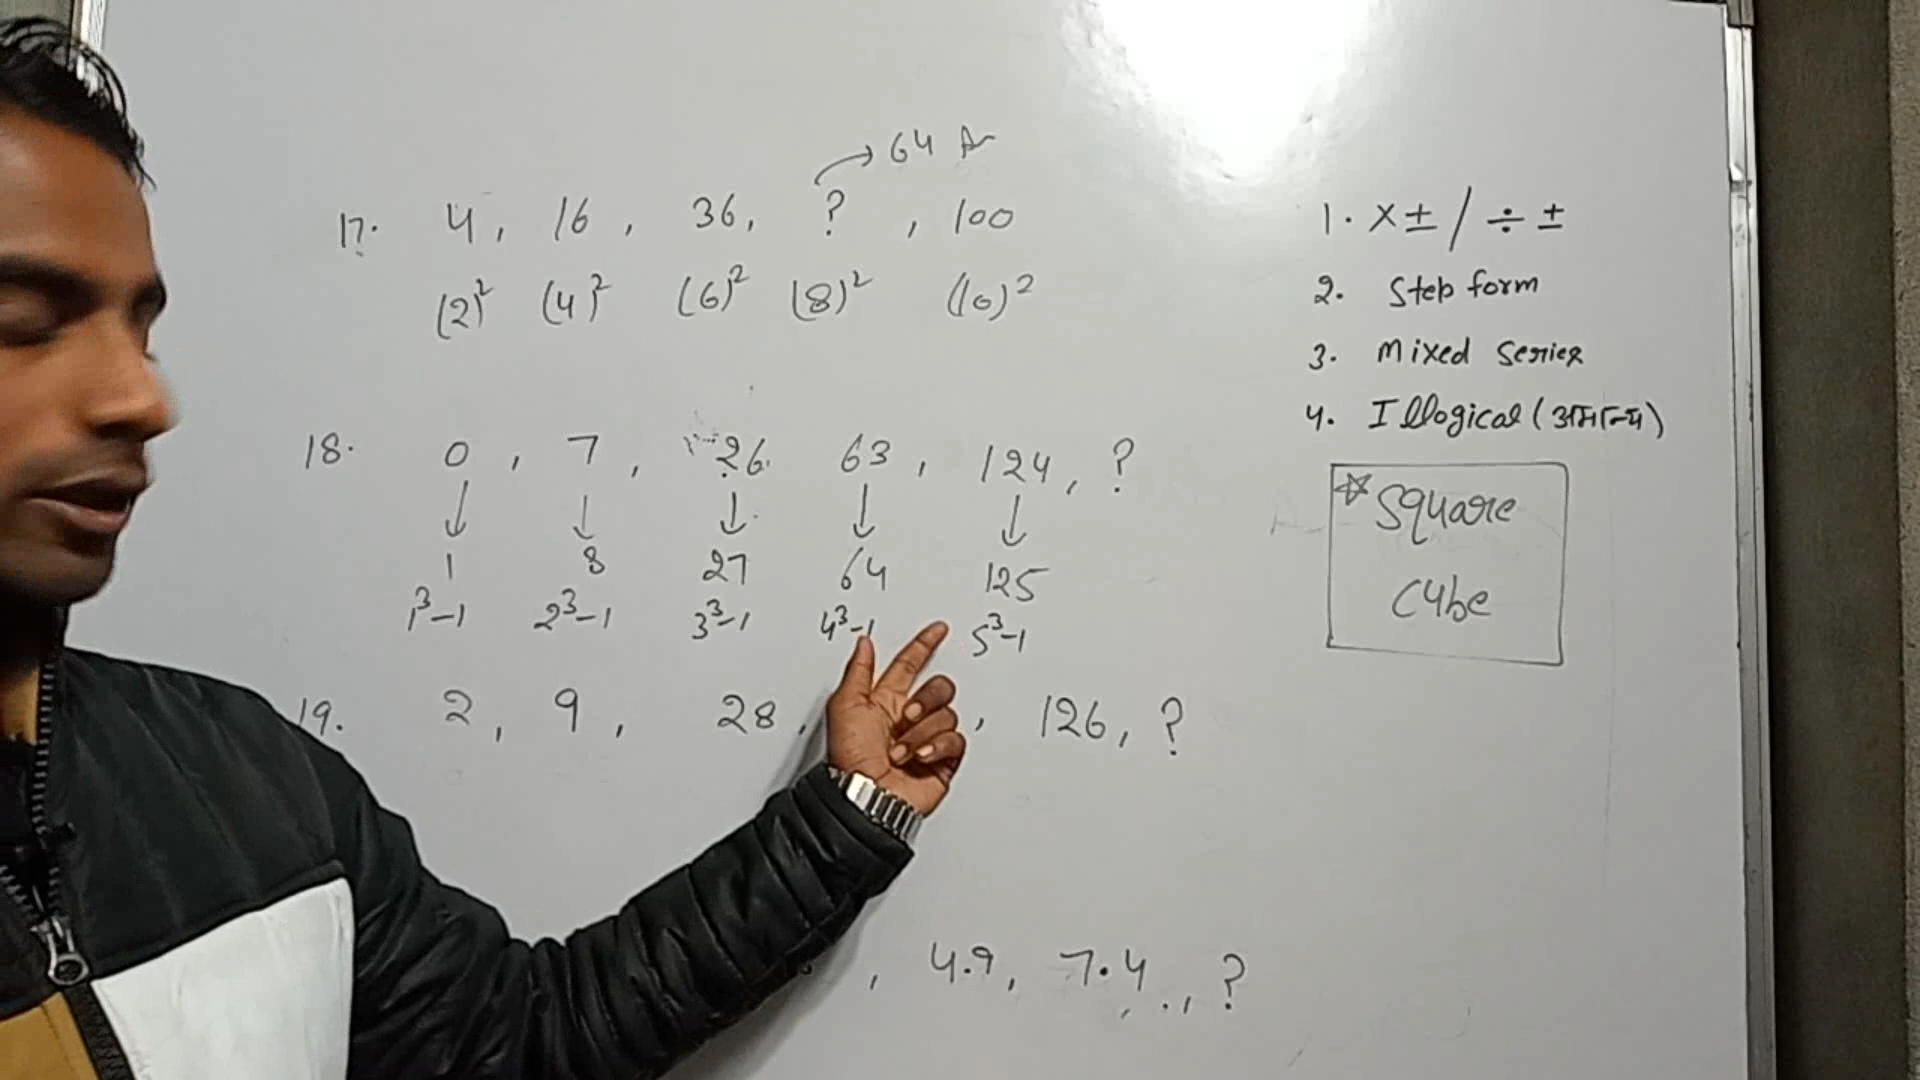 → 64 Ar
17. 4, 16, 36, ?, 100
(2)² (4)² (6)² (8)² (10)²
18. 0, 7, 26, 63, 124, ?
↓ ↓ ↓ ↓ ↓
1 8 27 64 125
1³-1 2³-1 3³-1 4³-1 5³-1
19. 2, 9, 28, , 126, ?
, 4.9, 7.4, ?
1. ×± / ÷±
2. Step form
3. Mixed Series
4. Illogical (असमान्य)
☆ Square
Cube